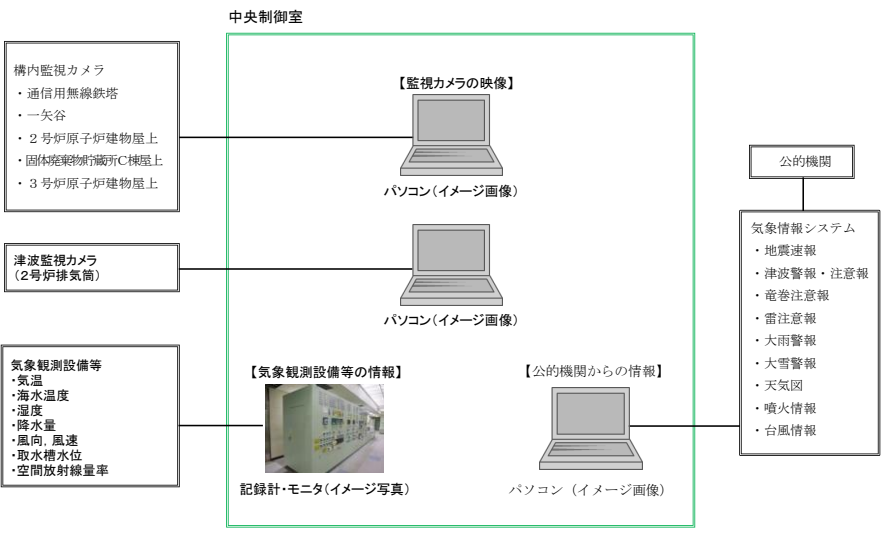 中央制御室
構内監視カメラ
・通信用無線鉄塔
・一矢谷
・２号炉原子炉建物屋上
・固体廃棄物貯蔵所C棟屋上
・３号炉原子炉建物屋上
【監視カメラの映像】
パソコン(イメージ画像)
津波監視カメラ
(2号炉排気筒)
パソコン(イメージ画像)
気象観測設備等
・気温
・海水温度
・湿度
・降水量
・風向，風速
・取水槽水位
・空間放射線量率
【気象観測設備等の情報】
記録計・モニタ(イメージ写真)
【公的機関からの情報】
パソコン（イメージ画像）
公的機関
気象情報システム
・地震速報
・津波警報・注意報
・竜巻注意報
・雷注意報
・大雨警報
・大雪警報
・天気図
・噴火情報
・台風情報